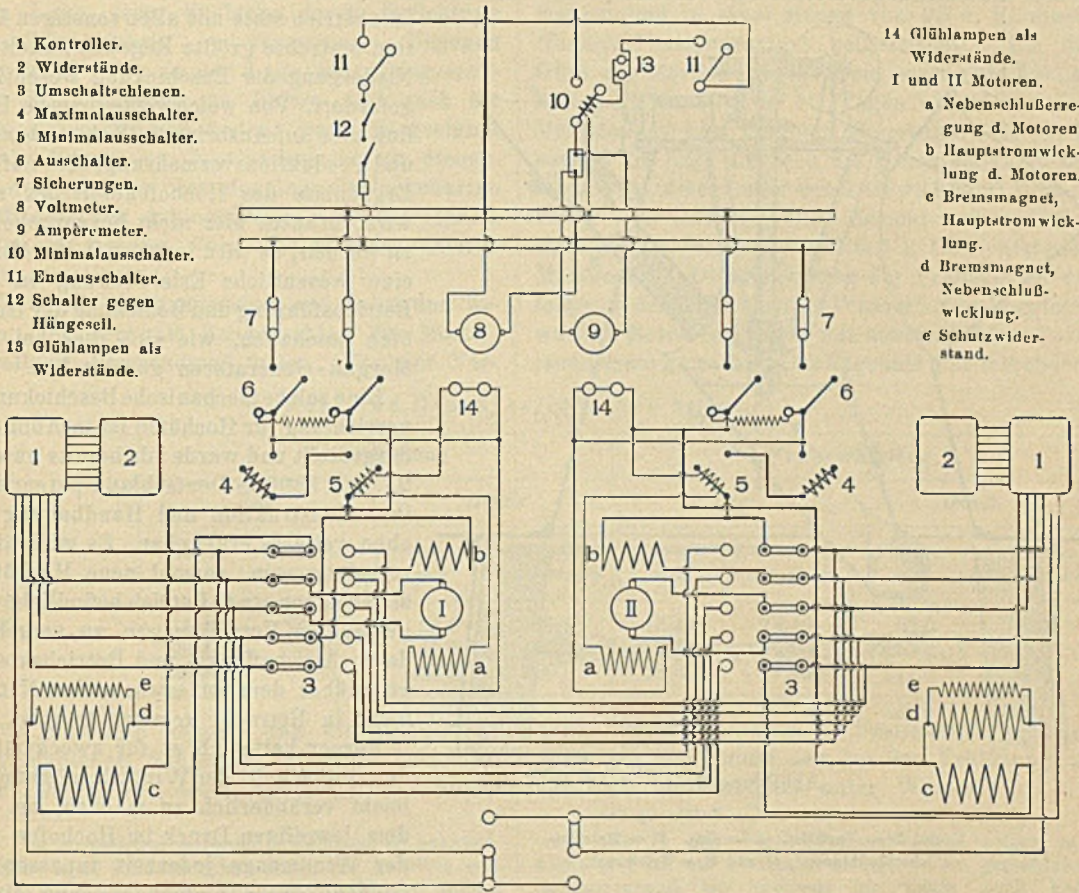 1 Kontroller.
2 Widerstände.
3 Umschaltschienen.
4 Maximalausschalter.
5 Minimalausschalter.
6 Ausschalter.
7 Sicherungen.
8 Voltmeter.
9 Ampèremeter.
10 Minimalausschalter.
11 Endausschalter.
12 Schalter gegen
Hängeseil.
13 Glühlampen als
Widerstände.
14 Glühlampen als
Widerstände.
I und II Motoren.
a Nebenschlußerre-
gung d. Motoren.
b Hauptstromwick-
lung d. Motoren.
c Bremsmagnet,
Hauptstromwick-
lung.
d Bremsmagnet,
Nebenschluß-
wicklung.
e Schutzwider-
stand.
11
12
10
13
11
7
8
9
7
6
14
14
6
1
2
4
5
5
4
2
1
b
I
a
b
II
a
3
3
e
d
c
e
d
c